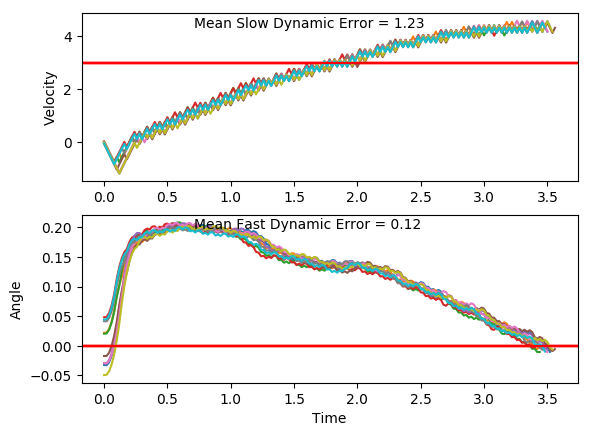 Mean Slow Dynamic Error = 1.23
4
2
0
Velocity
0.0 0.5 1.0 1.5 2.0 2.5 3.0 3.5
Mean Fast Dynamic Error = 0.12
0.20
0.15
0.10
0.05
0.00
−0.05
Angle
0.0 0.5 1.0 1.5 2.0 2.5 3.0 3.5
Time